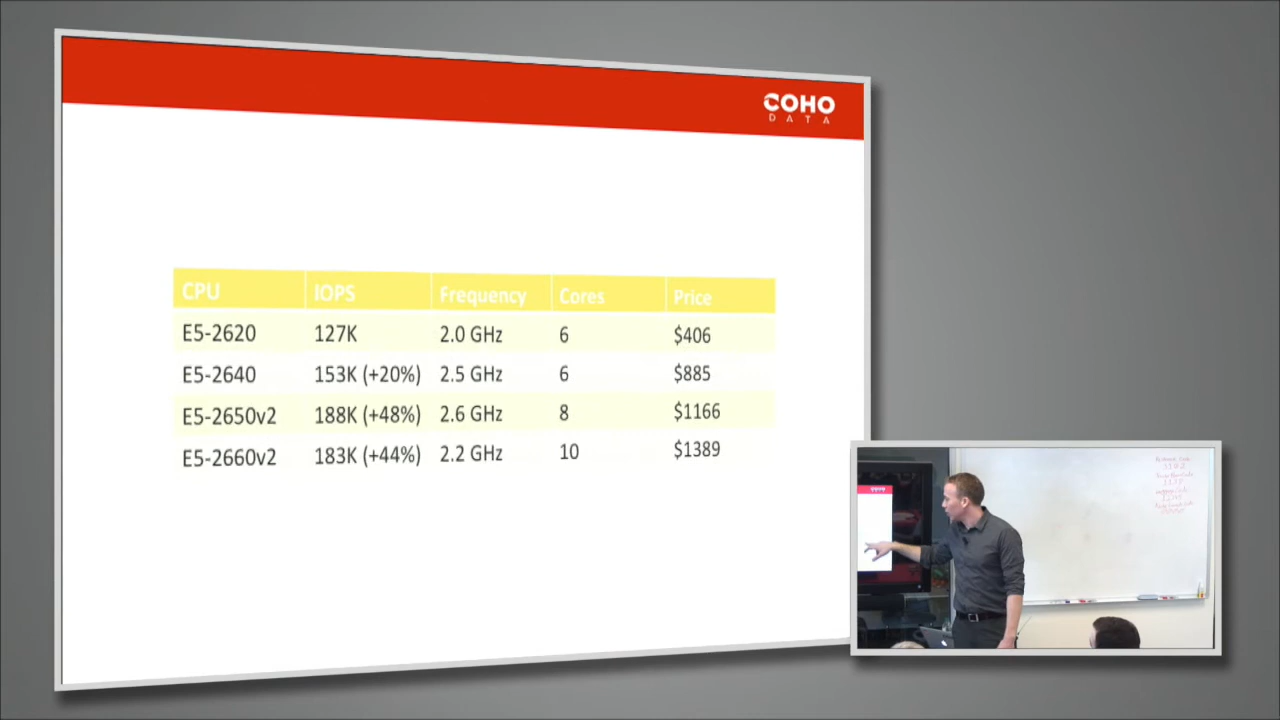 COHO
DATA
CPU IOPS Frequency Cores Price
E5-2620 127K 2.0 GHz 6 $406
E5-2640 153K (+20%) 2.5 GHz 6 $885
E5-2650v2 188K (+48%) 2.6 GHz 8 $1166
E5-2660v2 183K (+44%) 2.2 GHz 10 $1389